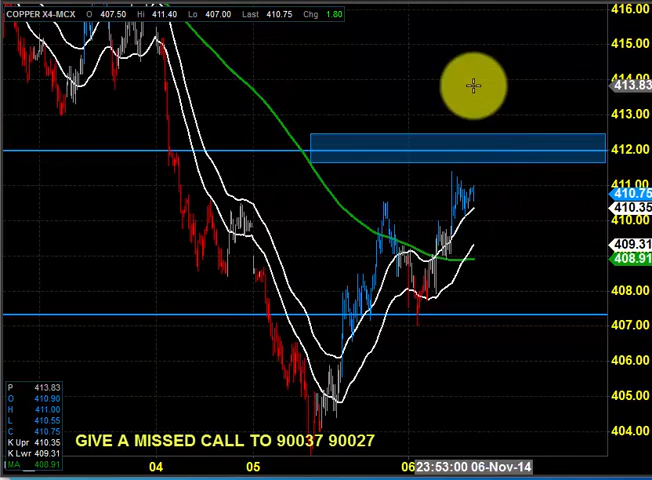 COPPER X4-MCX O 407.50 Hi 411.40 Lo 407.00 Last 410.75 Chg 1.80
416.00
415.00
414.00
413.83
413.00
412.00
411.00
410.75
410.35
410.00
409.31
408.91
408.00
407.00
406.00
405.00
404.00
P 413.83
O 410.90
H 411.00
L 410.55
C 410.75
K Upr 410.35
K Lwr 409.31
MA 408.91
GIVE A MISSED CALL TO 90037 90027
04 05 06 23:53:00 06-Nov-14